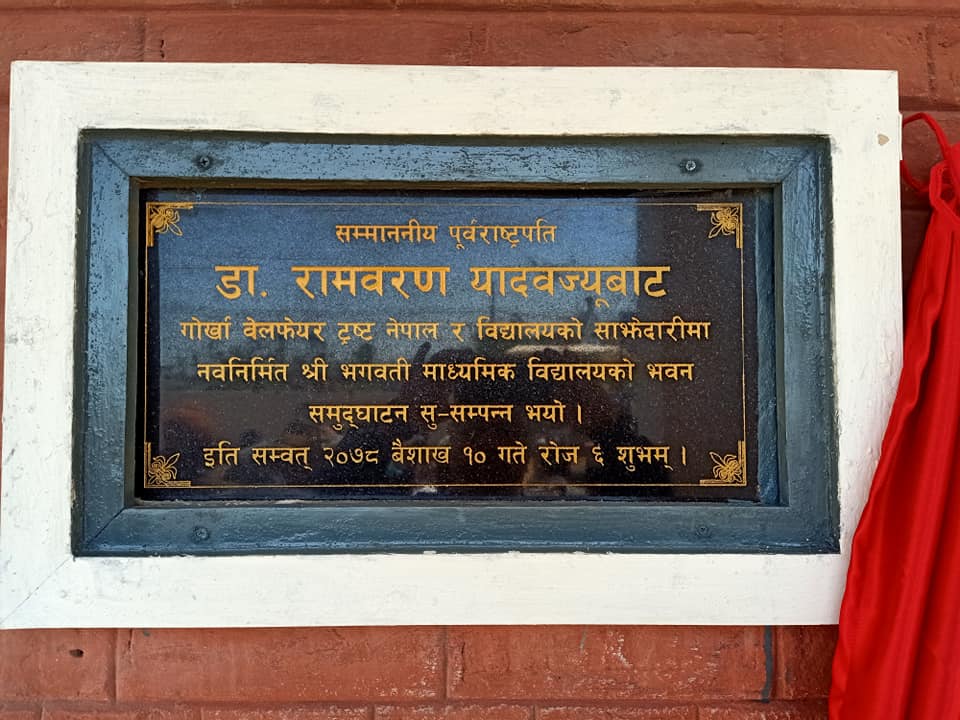 सम्माननीय पूर्वराष्ट्रपति
डा. रामवरण यादवज्यूबाट
गोर्खा वेलफेयर ट्रष्ट नेपाल र विद्यालयको साझेदारीमा
नवनिर्मित श्री भगवती माध्यमिक विद्यालयको भवन
समुद्घाटन सु-सम्पन्न भयो ।
इति सम्वत् २०७८ बैशाख १० गते रोज ६ शुभम् ।